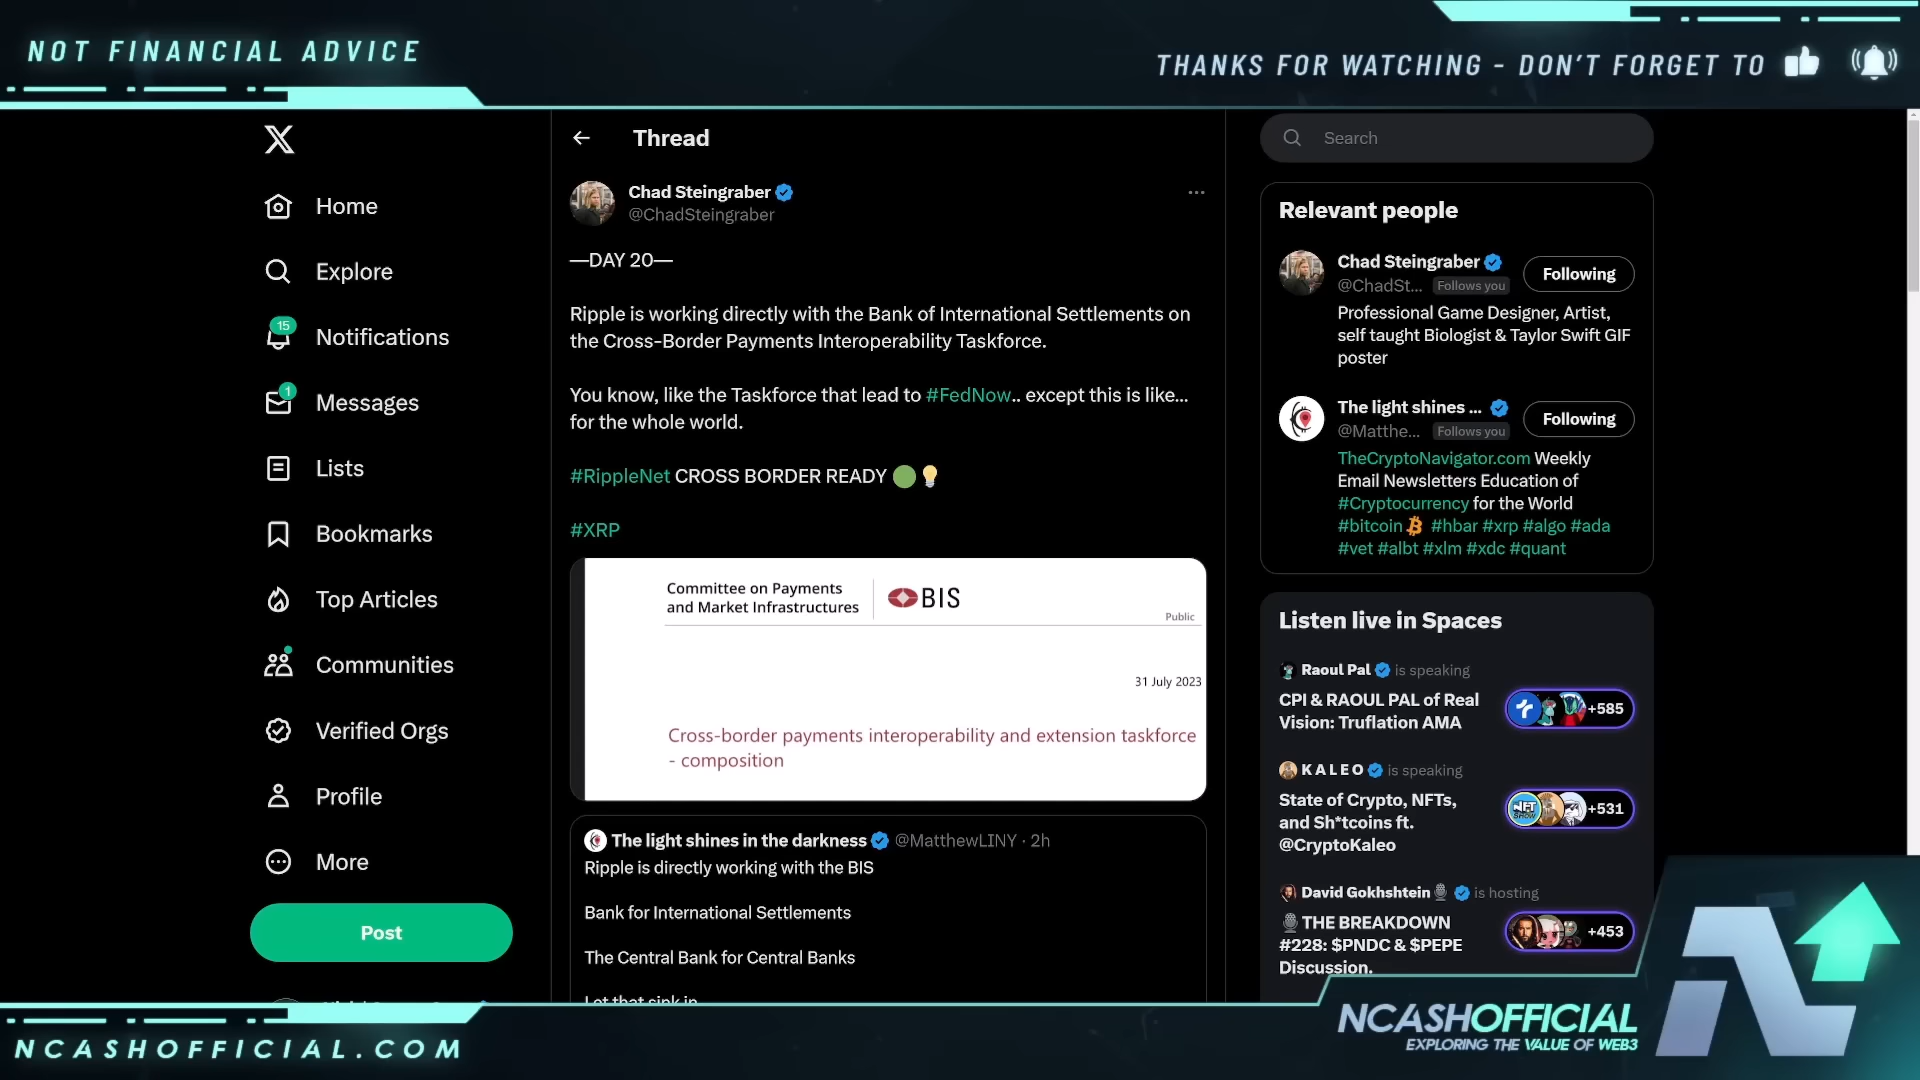 NOT FINANCIAL ADVICE
THANKS FOR WATCHING - DON'T FORGET TO
Home
Explore
15
Notifications
1
Messages
Lists
Bookmarks
Top Articles
Communities
Verified Orgs
Profile
More
Post
Thread
Chad Steingraber
@ChadSteingraber
—DAY 20—
Ripple is working directly with the Bank of International Settlements on
the Cross-Border Payments Interoperability Taskforce.
You know, like the Taskforce that lead to #FedNow.. except this is like...
for the whole world.
#RippleNet CROSS BORDER READY 🟢💡
#XRP
Committee on Payments
and Market Infrastructures
BIS
Public
31 July 2023
Cross-border payments interoperability and extension taskforce
- composition
The light shines in the darkness @MatthewLINY · 2h
Ripple is directly working with the BIS
Bank for International Settlements
The Central Bank for Central Banks
Let that sink in
Search
Relevant people
Chad Steingraber
@ChadSt... Follows you
Following
Professional Game Designer, Artist,
self taught Biologist & Taylor Swift GIF
poster
The light shines ...
@Matthe... Follows you
Following
TheCryptoNavigator.com Weekly
Email Newsletters Education of
#Cryptocurrency for the World
#bitcoin #hbar #xrp #algo #ada
#vet #albt #xlm #xdc #quant
Listen live in Spaces
Raoul Pal is speaking
CPI & RAOUL PAL of Real
Vision: Truflation AMA
+585
K A L E O is speaking
State of Crypto, NFTs,
and Sh*tcoins ft.
@CryptoKaleo
NFT
+531
David Gokhshtein🎙 is hosting
🎙THE BREAKDOWN
#228: $PNDC & $PEPE
Discussion.
+453
NCASHOFFICIAL.COM
NCASHOFFICIAL
EXPLORING THE VALUE OF WEB3